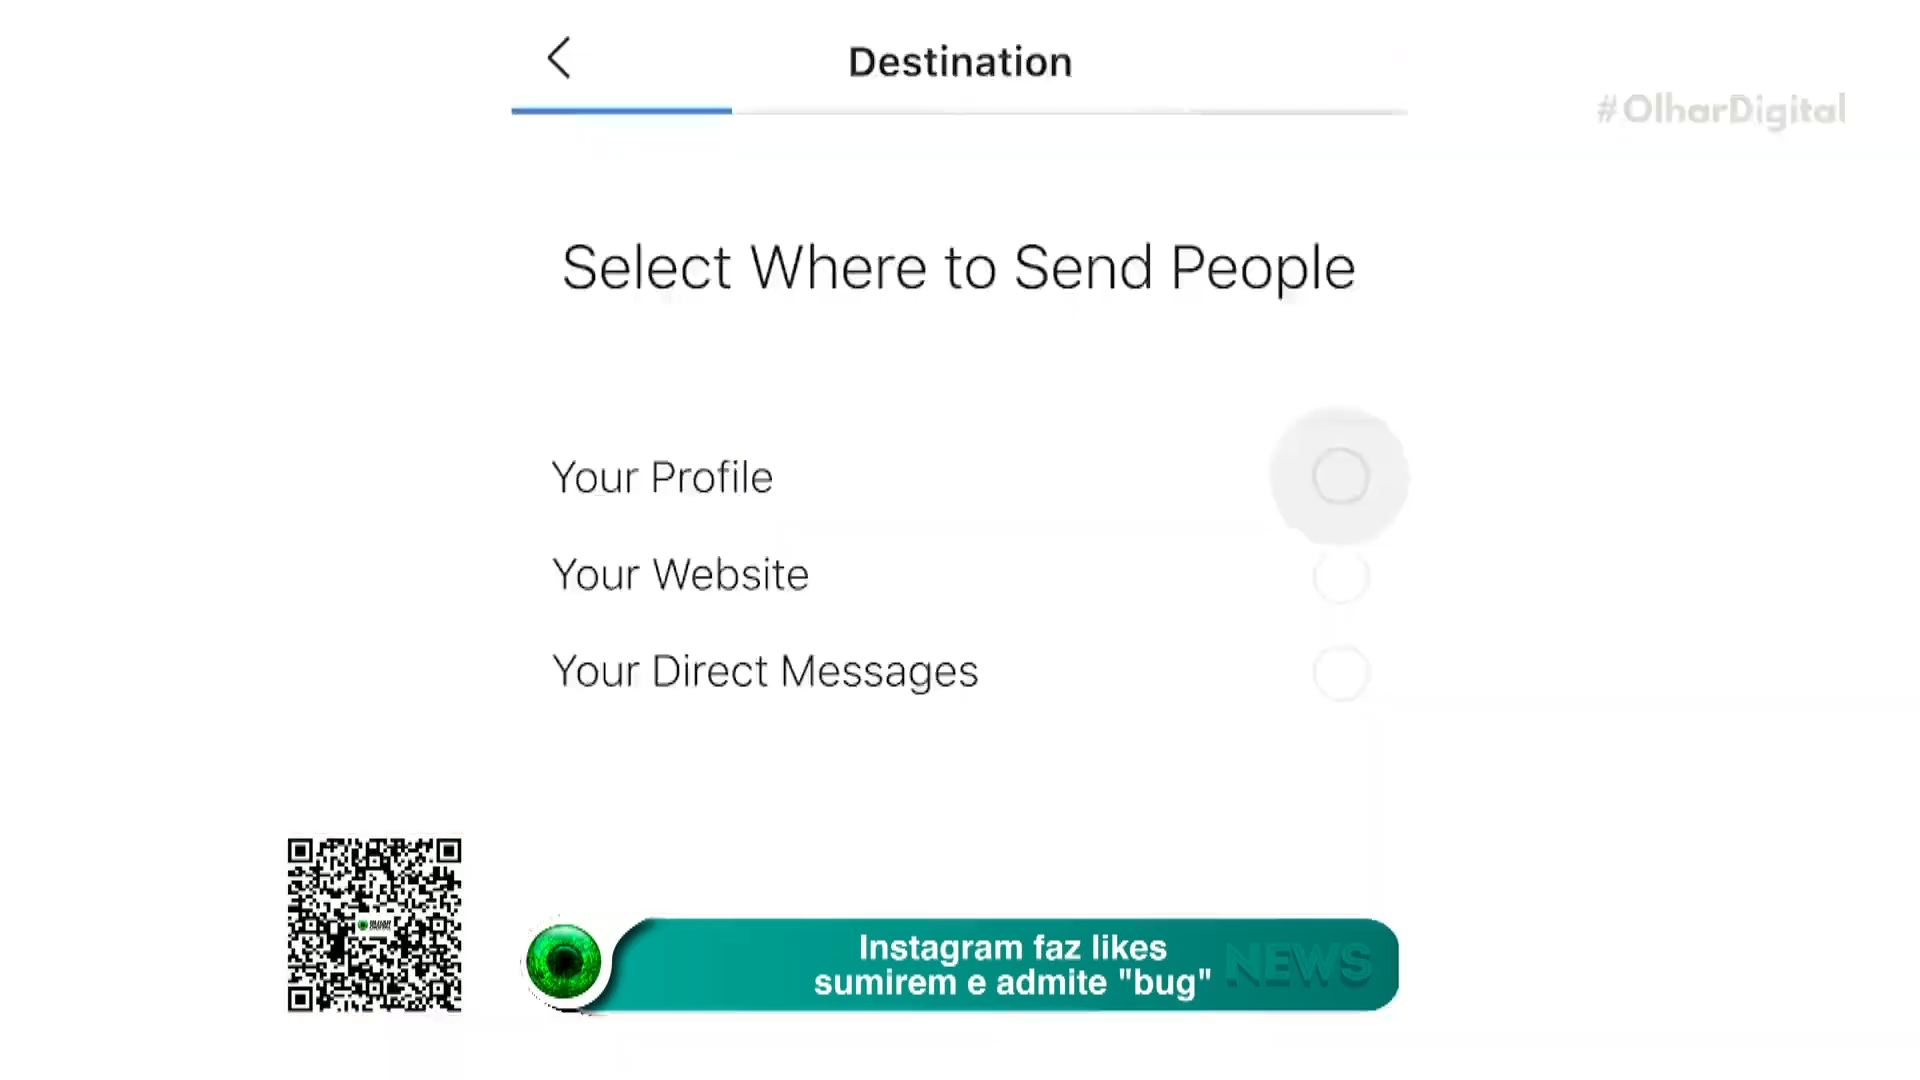 Destination
#OlharDigital
Select Where to Send People
Your Profile
Your Website
Your Direct Messages
Instagram faz likes
sumirem e admite "bug"
NEWS